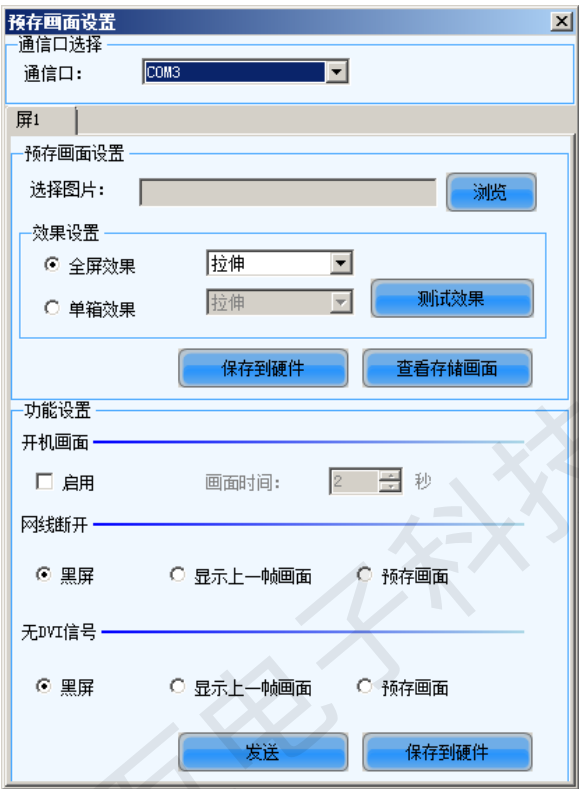 预存画面设置
通信口选择
通信口: COM3
屏1
预存画面设置
选择图片: 浏览
效果设置
全屏效果 拉伸
单箱效果 拉伸 测试效果
保存到硬件 查看存储画面
功能设置
开机画面
启用 画面时间: 2 秒
网线断开
黑屏 显示上一帧画面 预存画面
无DVI信号
黑屏 显示上一帧画面 预存画面
发送 保存到硬件
电子科技